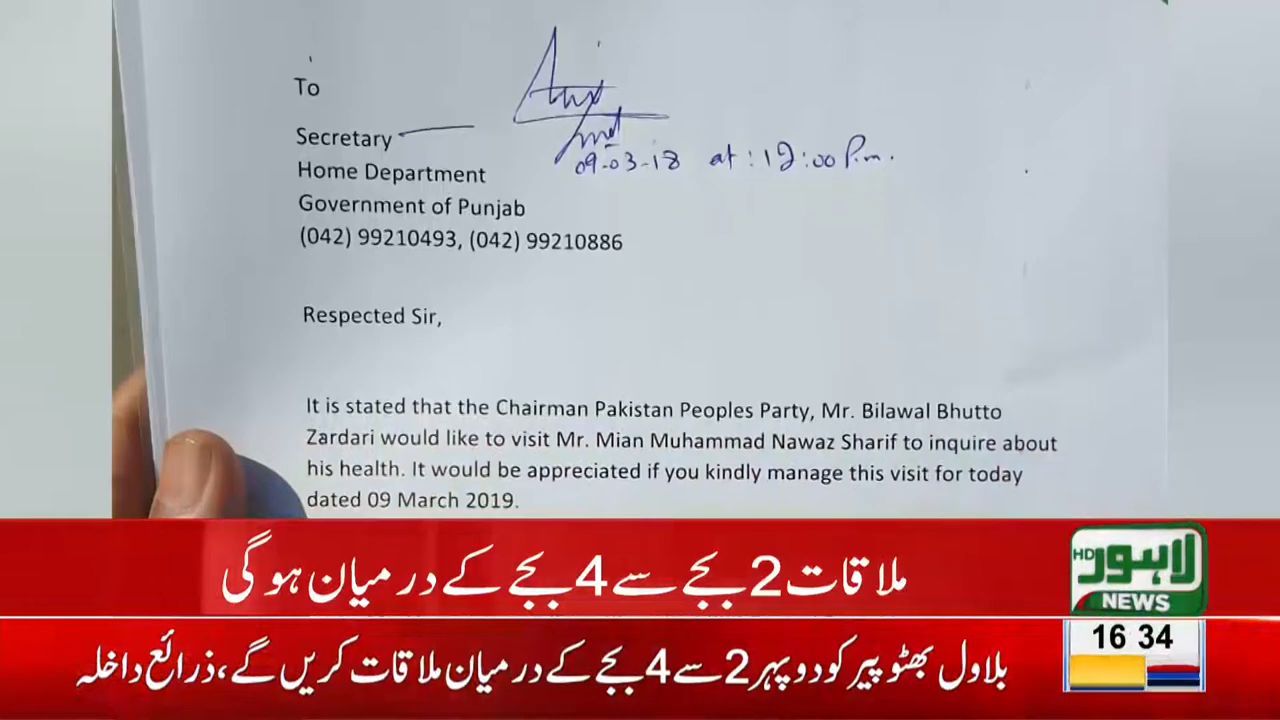 To
Secretary
Home Department
Government of Punjab
(042) 99210493, (042) 99210886
09-03-18 at : 12:00 P.m.
Respected Sir,
It is stated that the Chairman Pakistan Peoples Party, Mr. Bilawal Bhutto
Zardari would like to visit Mr. Mian Muhammad Nawaz Sharif to inquire about
his health. It would be appreciated if you kindly manage this visit for today
dated 09 March 2019.
ملاقات 2 بجے سے 4 بجے کے درمیان ہوگی
HD لاہور
NEWS
16 34
بلاول بھٹو پیر کو دوپہر 2 سے 4 بجے کے درمیان ملاقات کریں گے، ذرائع داخلہ